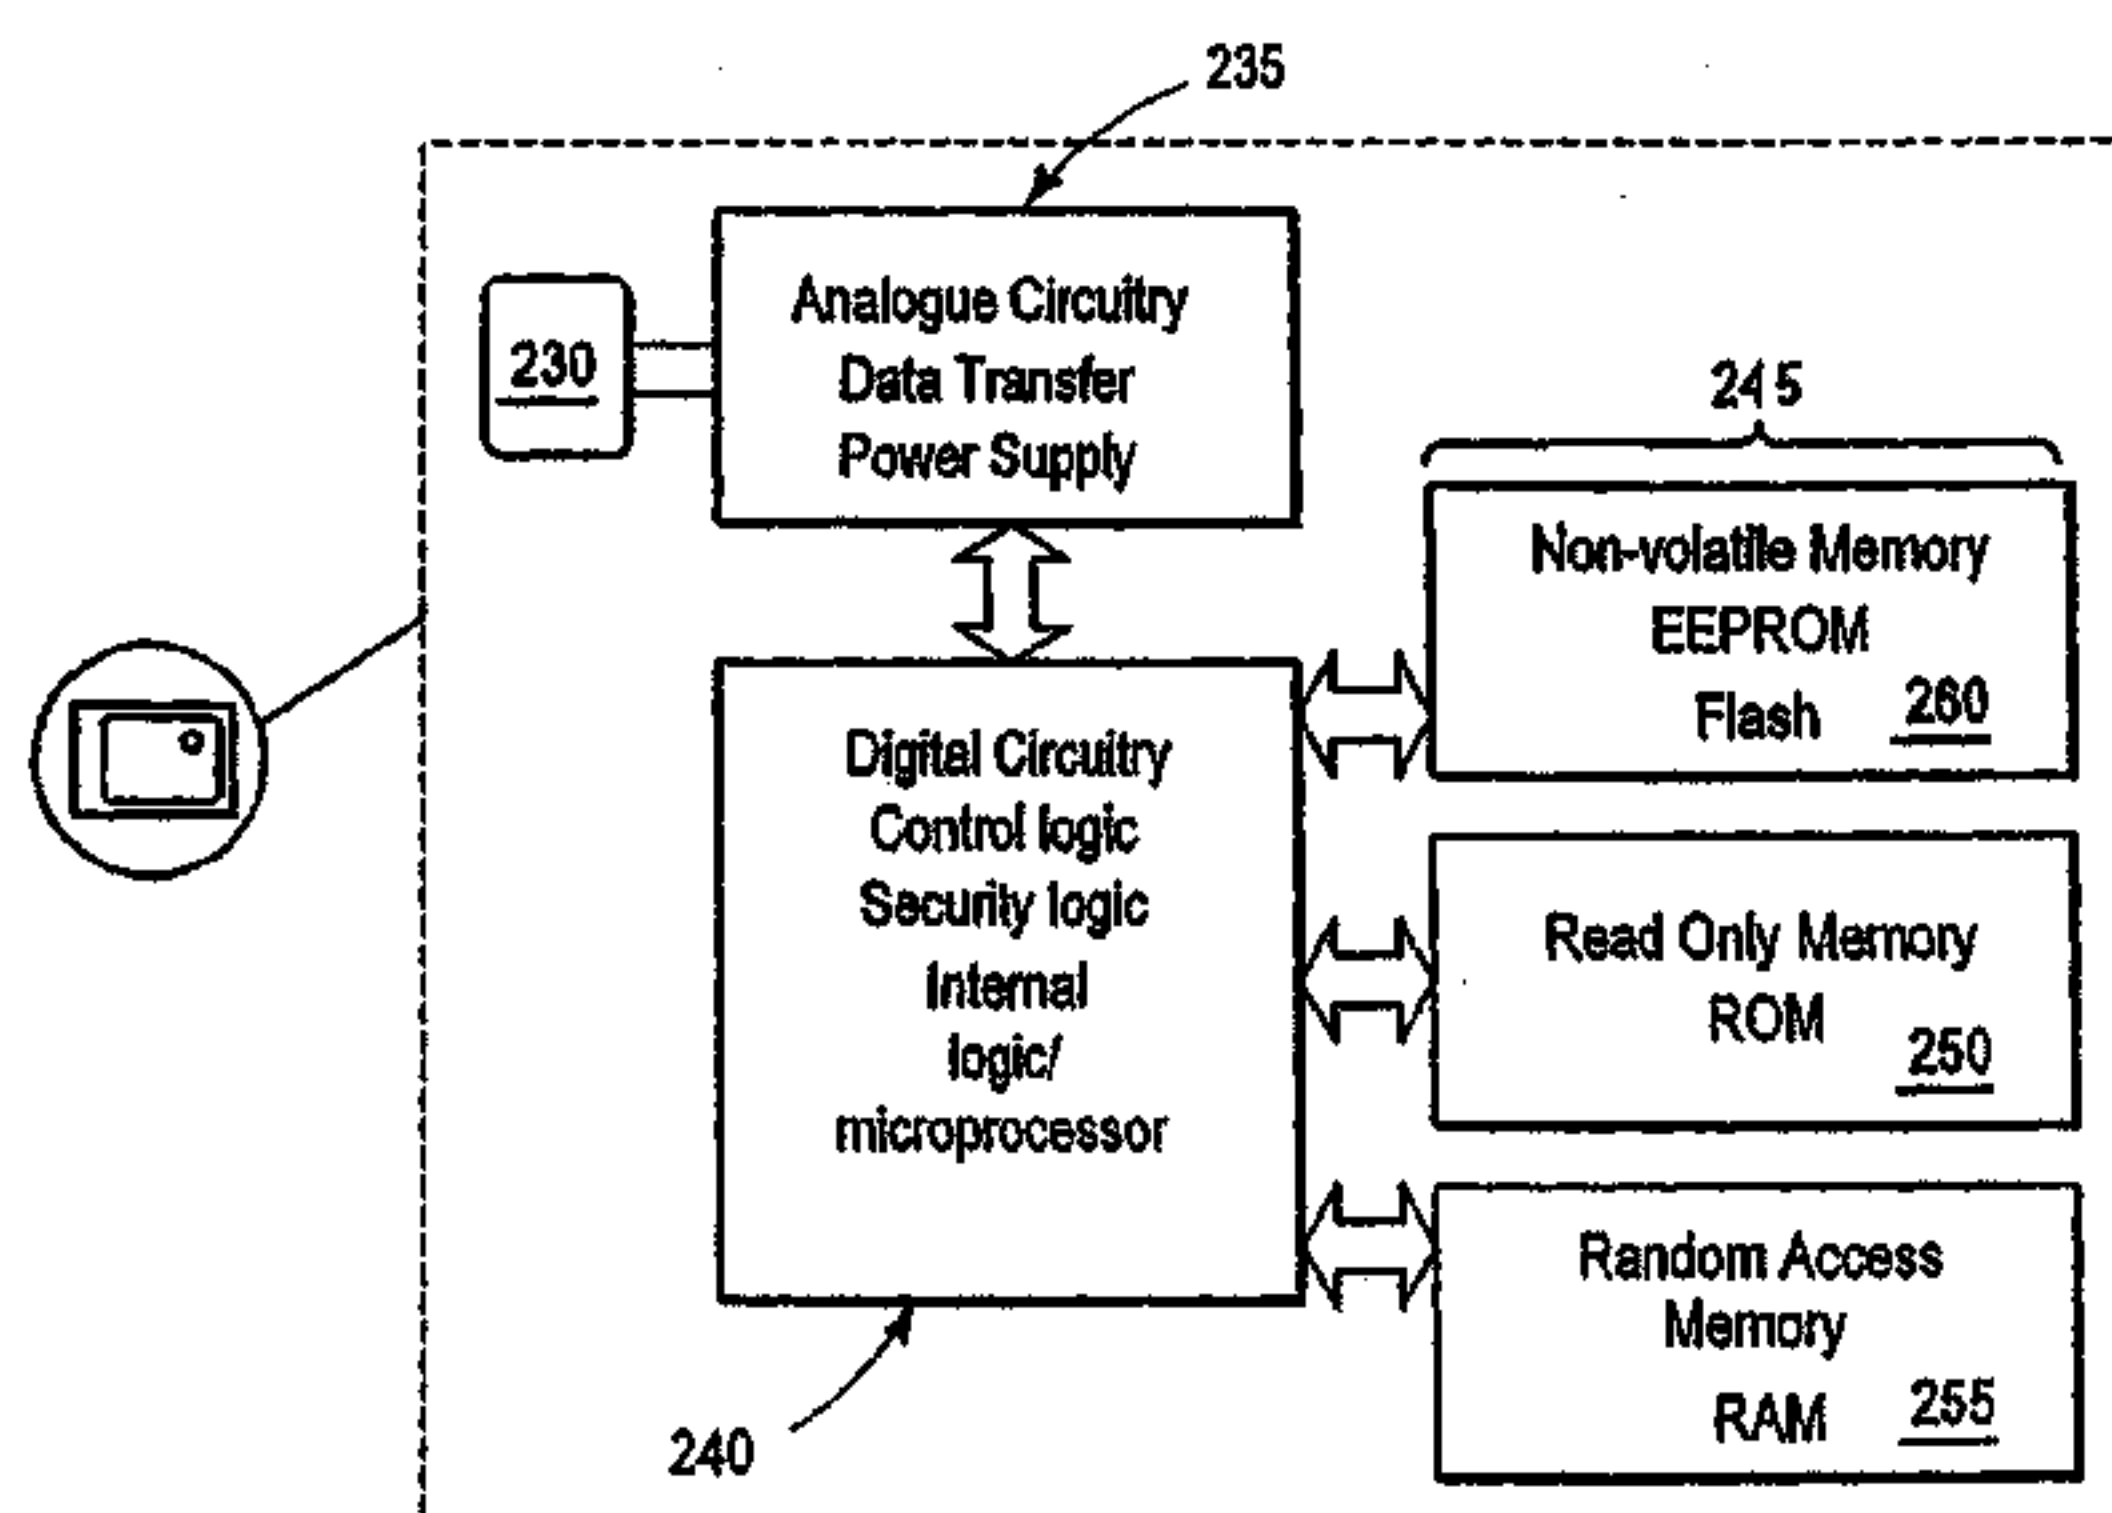 235
230
Analogue Circuitry
Data Transfer
Power Supply
245
Non-volatile Memory
EEPROM
Flash 260
Digital Circuitry
Control logic
Security logic
Internal
logic/
microprocessor
Read Only Memory
ROM
250
Random Access
Memory
RAM 255
240